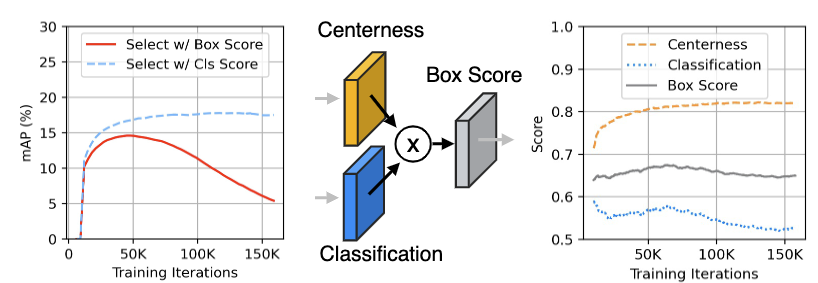 30
25
20
15
10
5
0
mAP (%)
Select w/ Box Score
Select w/ Cls Score
0
50K
100K
150K
Training Iterations
Centerness
Box Score
X
Classification
1.0
0.9
0.8
0.7
0.6
0.5
Score
Centerness
Classification
Box Score
50K
100K
150K
Training Iterations